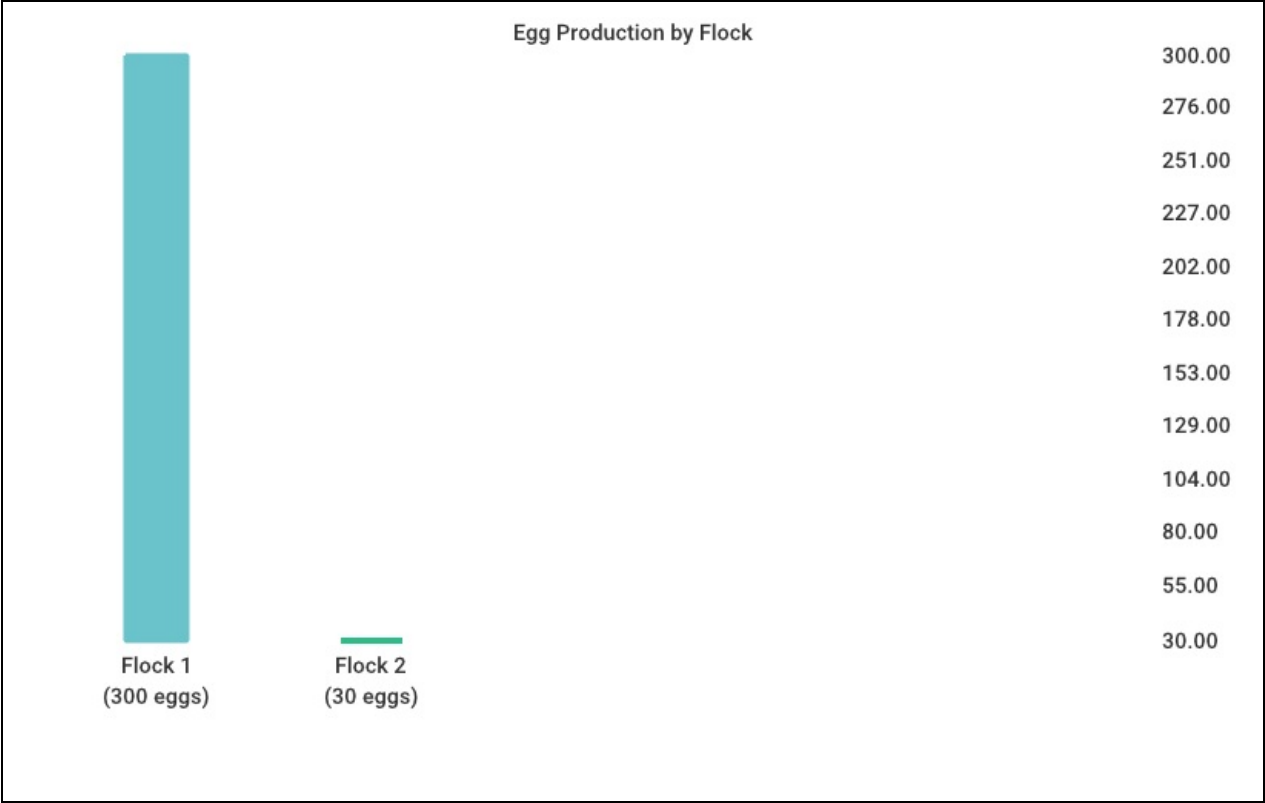 Egg Production by Flock
300.00
276.00
251.00
227.00
202.00
178.00
153.00
129.00
104.00
80.00
55.00
30.00
Flock 1
(300 eggs)
Flock 2
(30 eggs)